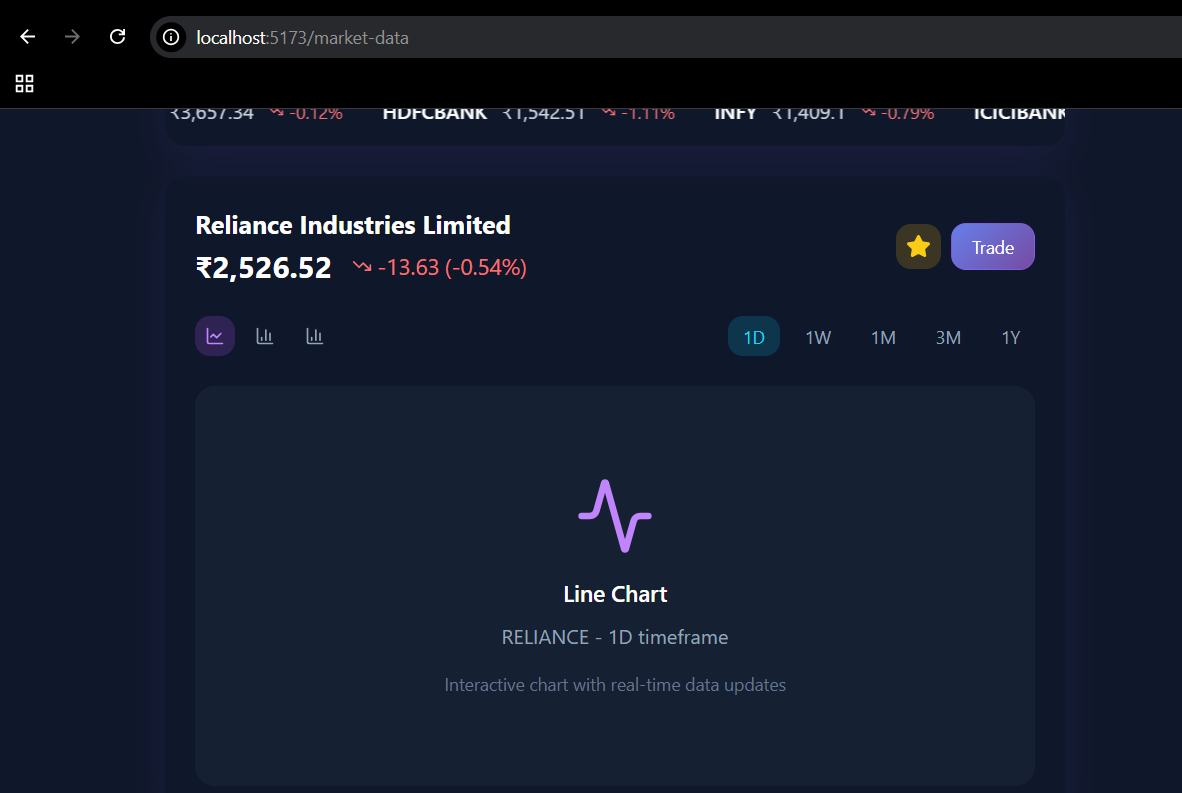 localhost:5173/market-data
₹3,657.34 -0.12% HDFCBANK ₹1,542.51 -1.11% INFY ₹1,409.1 -0.79% ICICIBANK
Reliance Industries Limited
₹2,526.52 -13.63 (-0.54%)
Trade
1D 1W 1M 3M 1Y
Line Chart
RELIANCE - 1D timeframe
Interactive chart with real-time data updates